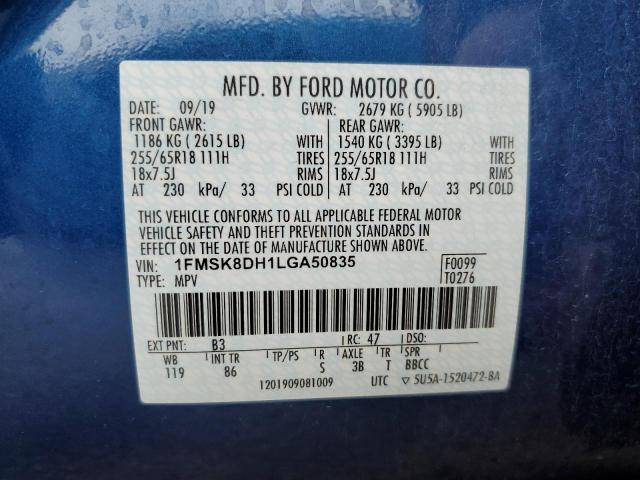 MFD. BY FORD MOTOR CO.
DATE: 09/19 GVWR: 2679 KG ( 5905 LB)
FRONT GAWR: REAR GAWR:
1186 KG ( 2615 LB) WITH 1540 KG ( 3395 LB) WITH
255/65R18 111H TIRES 255/65R18 111H TIRES
18x7.5J RIMS 18x7.5J RIMS
AT 230 kPa/ 33 PSI COLD AT 230 kPa/ 33 PSI COLD
THIS VEHICLE CONFORMS TO ALL APPLICABLE FEDERAL MOTOR
VEHICLE SAFETY AND THEFT PREVENTION STANDARDS IN
EFFECT ON THE DATE OF MANUFACTURE SHOWN ABOVE.
VIN: 1FMSK8DH1LGA50835 F0099
TYPE: MPV T0276
EXT PNT: B3 RC: 47 DSO:
WB INT TR TP/PS R AXLE TR SPR
119 86 S 3B T BBCC
1201909081009 UTC ▽ 5U5A-1520472-BA